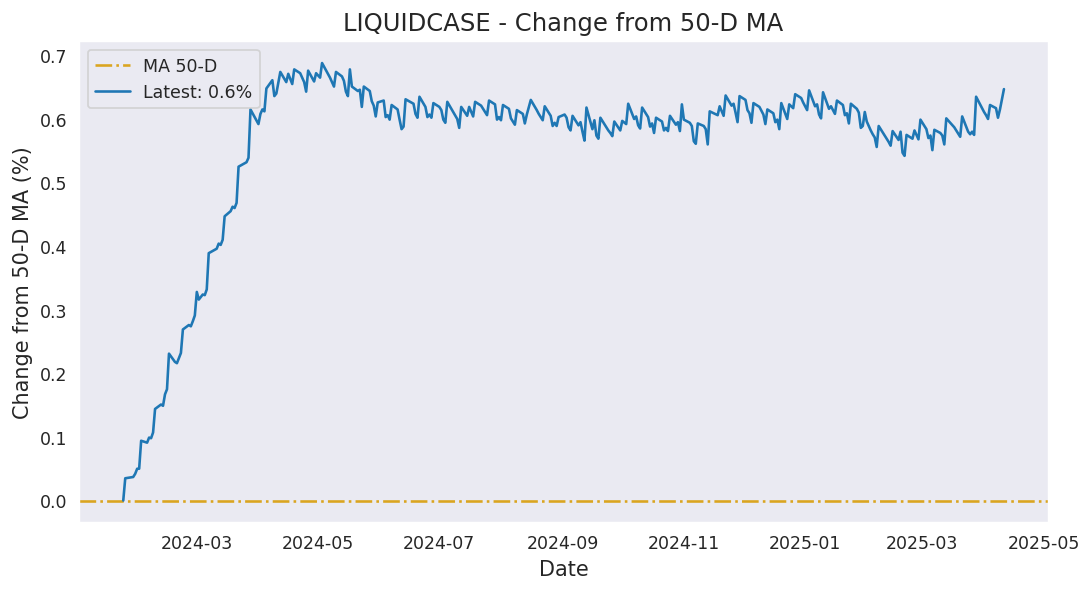 LIQUIDCASE - Change from 50-D MA
MA 50-D
Latest: 0.6%
Change from 50-D MA (%)
0.7
0.6
0.5
0.4
0.3
0.2
0.1
0.0
2024-03 2024-05 2024-07 2024-09 2024-11 2025-01 2025-03 2025-05
Date